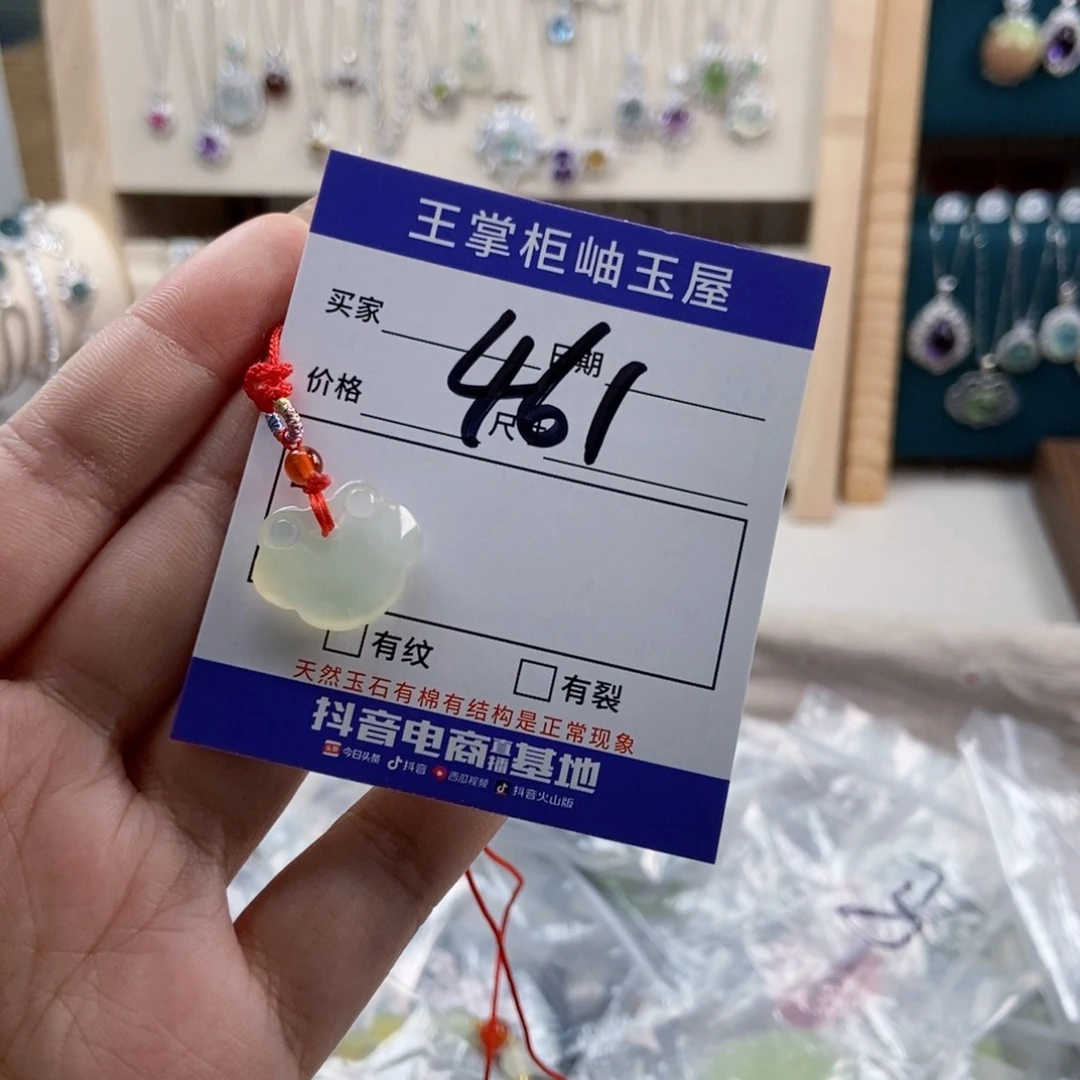 王掌柜岫玉屋
买家 日期
461
价格 尺
有纹 有裂
天然玉石有棉有结构是正常现象
抖音电商直播基地
头条 今日头条 抖音 西瓜视频 抖音火山版